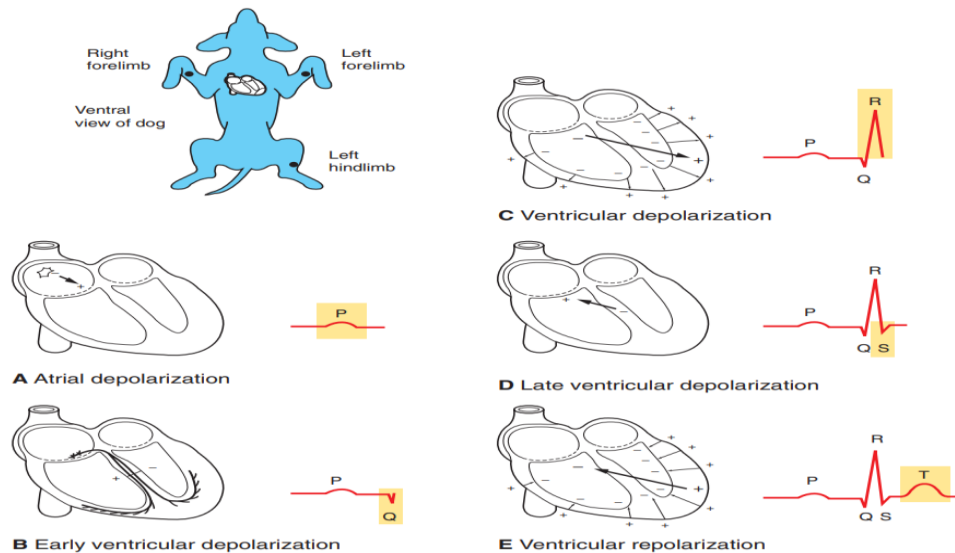 Right
forelimb
Left
forelimb
Ventral
view of dog
Left
hindlimb
P
A Atrial depolarization
P
Q
B Early ventricular depolarization
R
P
Q
C Ventricular depolarization
R
P
Q S
D Late ventricular depolarization
R
P
T
Q S
E Ventricular repolarization